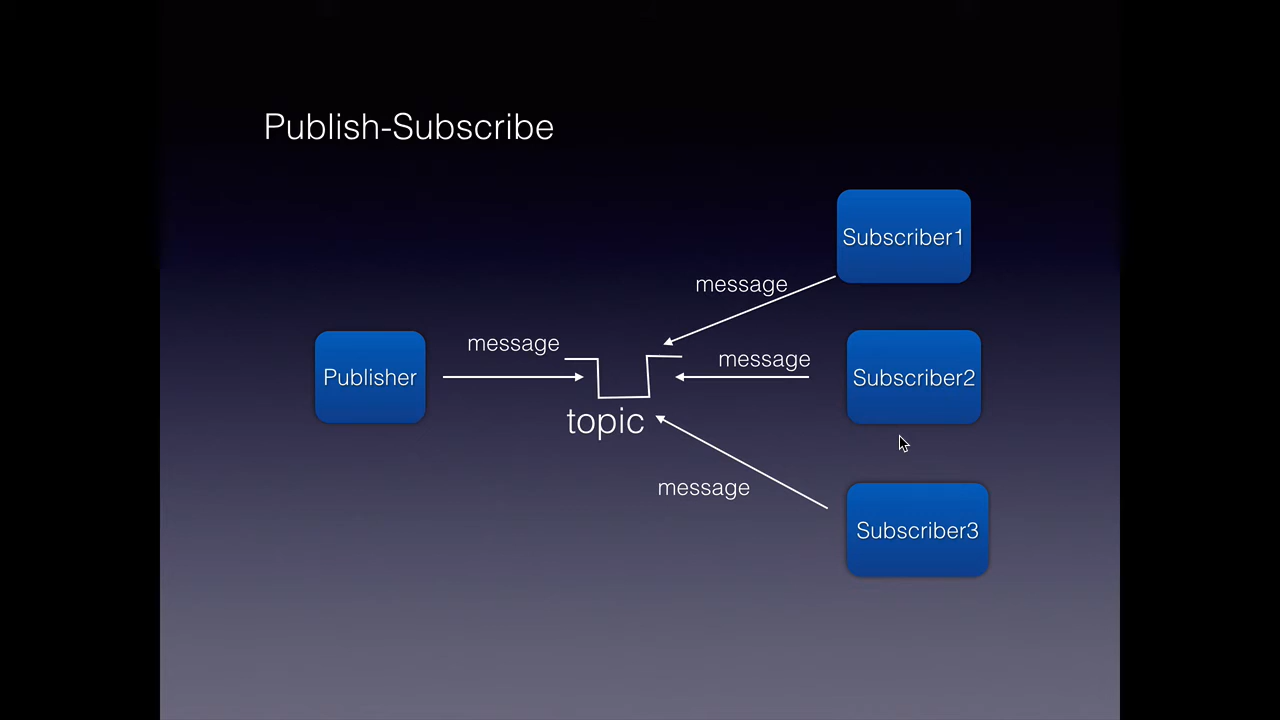 Publish-Subscribe
Subscriber1
message
message
message
Publisher
Subscriber2
topic
message
Subscriber3